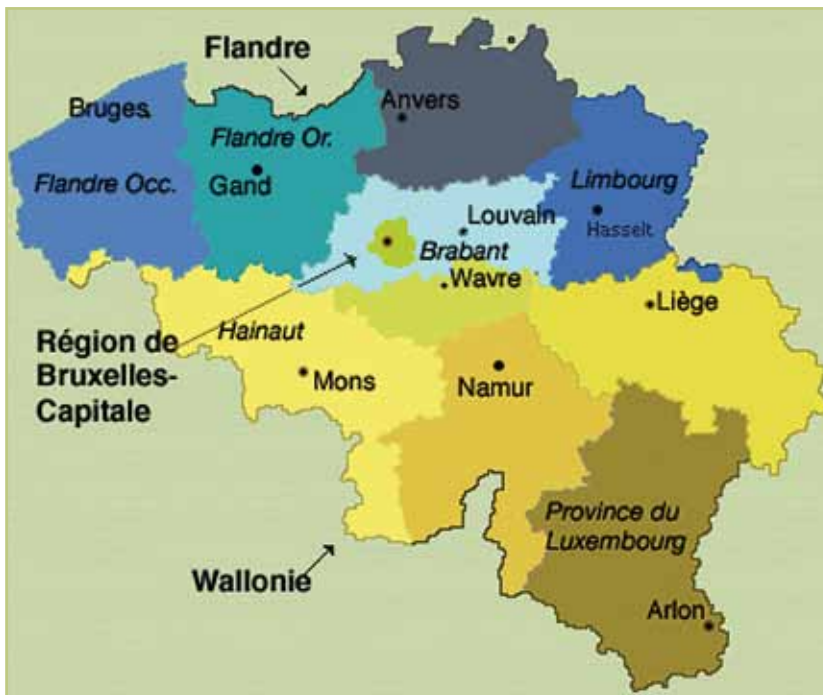 Flandre
Anvers
Bruges
Flandre Or.
Gand
Flandre Occ.
Limbourg
Hasselt
Louvain
Brabant
Wavre
Liège
Hainaut
Région de
Bruxelles-
Capitale
Mons
Namur
Province du
Luxembourg
Wallonie
Arlon